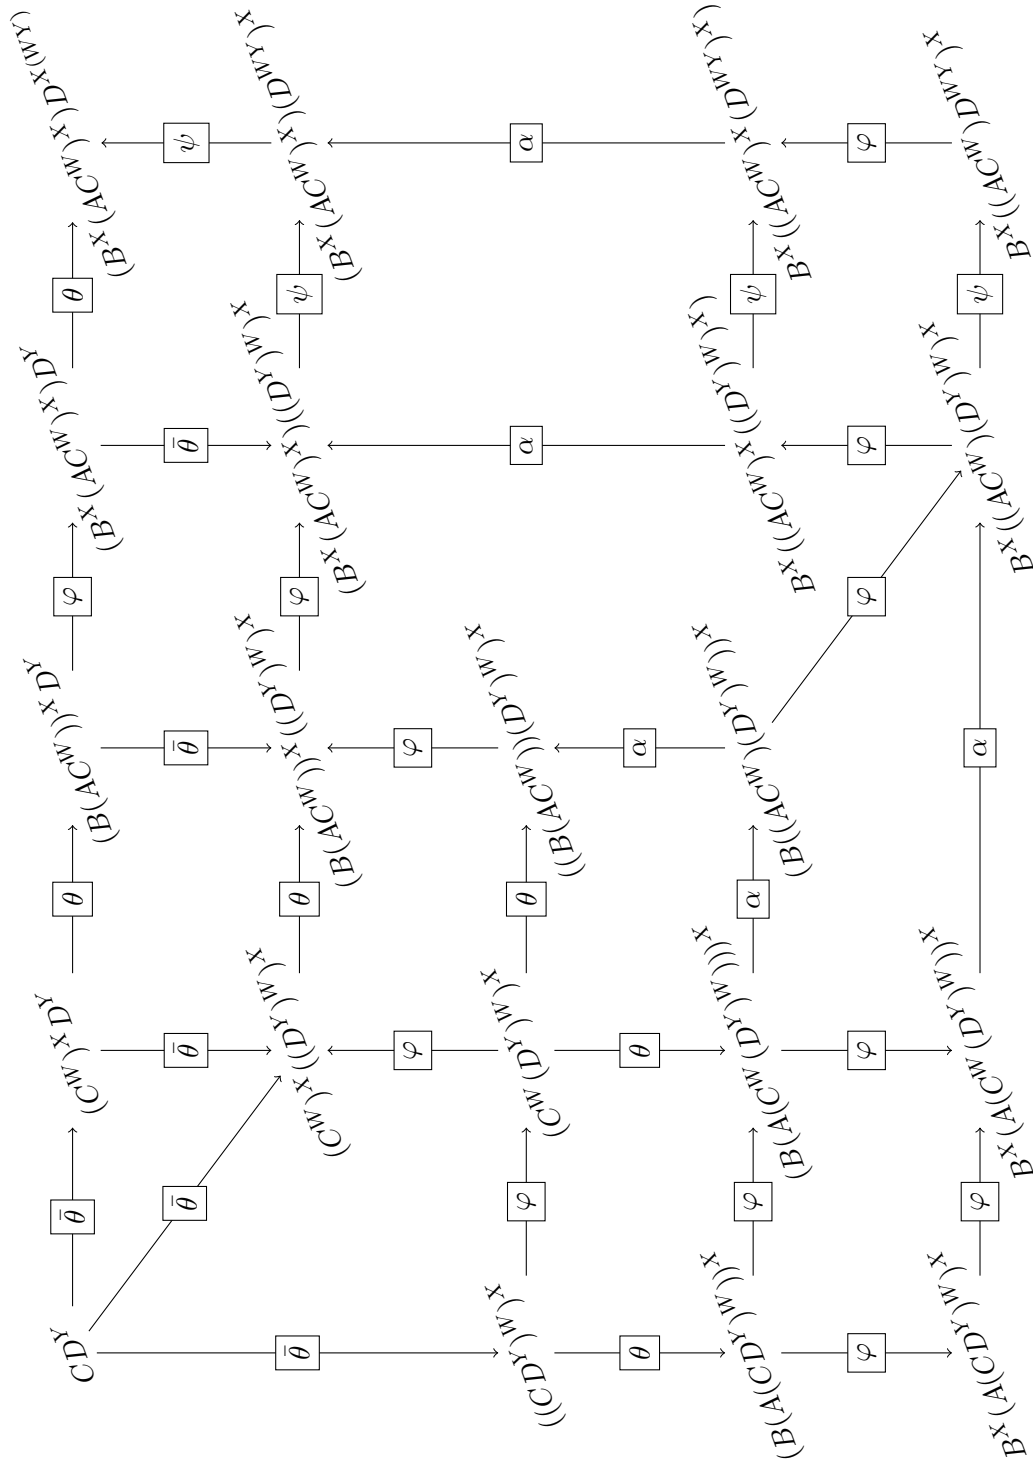 CD^Y θ̄ (C^W)^X D^Y θ (B(AC^W))^X D^Y φ (B^X(AC^W)^X)D^Y θ (B^X(AC^W)^X)D^{X(WY)}
θ̄ θ̄ θ̄ θ̄ ψ
(C^W)^X((D^Y)^W)^X θ (B(AC^W))^X((D^Y)^W)^X φ (B^X(AC^W)^X)((D^Y)^W)^X ψ (B^X(AC^W)^X)(D^{WY})^X
θ̄ φ φ
((CD^Y)^W)^X φ (C^W(D^Y)^W)^X θ ((B(AC^W))(D^Y)^W)^X α α
θ θ α
(B(A(CD^Y)^W))^X φ (B(A(C^W(D^Y)^W)))^X α (B((AC^W)(D^Y)^W))^X B^X((AC^W)^X((D^Y)^W)^X) ψ B^X((AC^W)^X(D^{WY})^X)
φ φ φ φ φ
B^X(A(CD^Y)^W)^X φ B^X(A(C^W(D^Y)^W))^X α B^X((AC^W)(D^Y)^W)^X ψ B^X((AC^W)D^{WY})^X